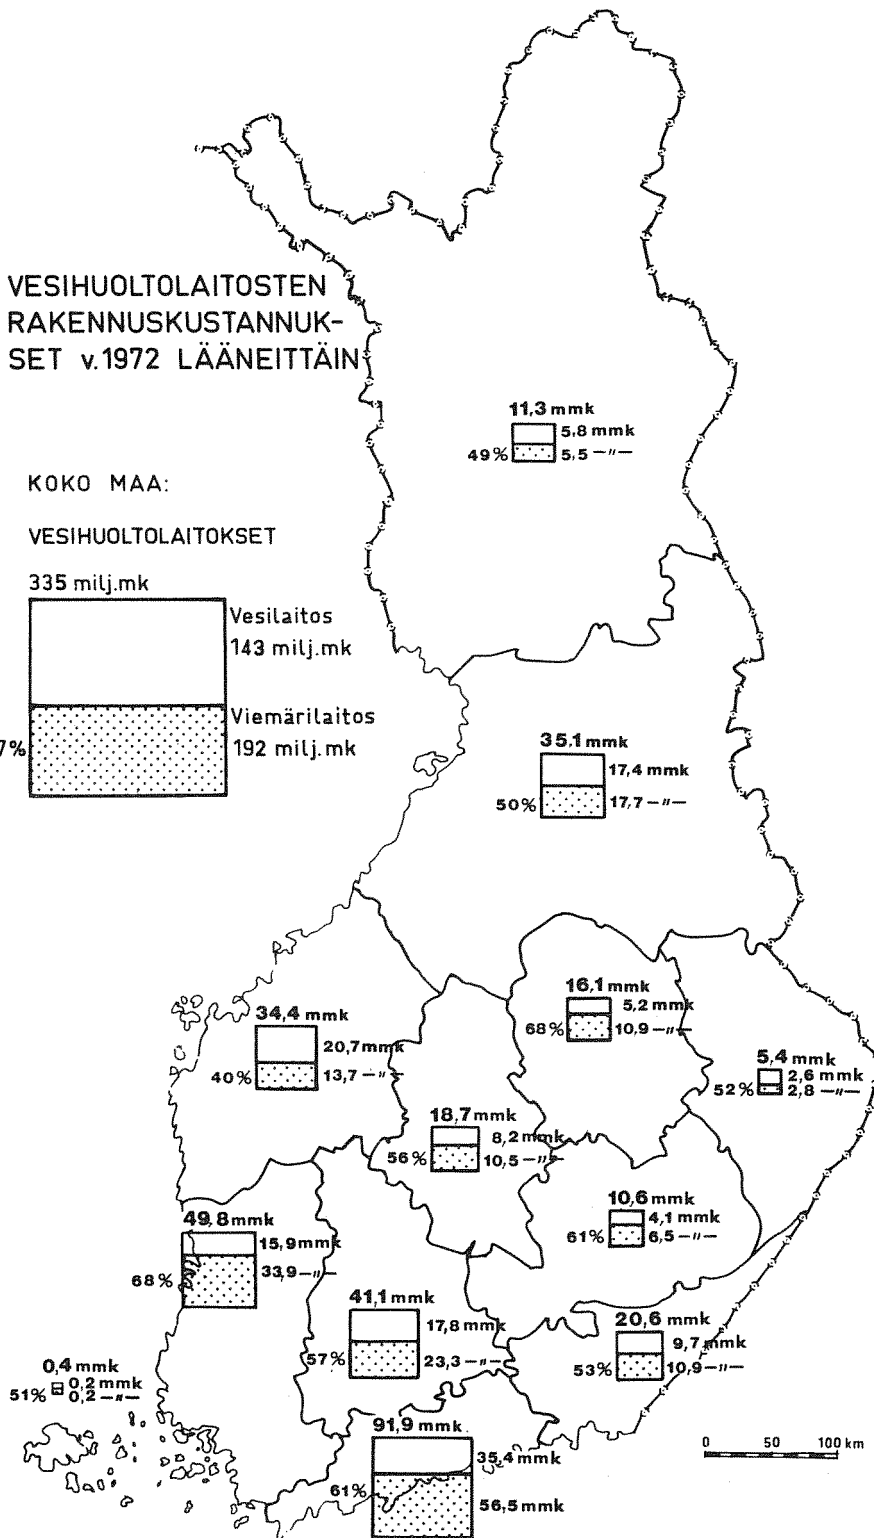 VESIHUOLTOLAITOSTEN
RAKENNUSKUSTANNUK-
SET v.1972 LÄÄNEITTÄIN
KOKO MAA:
VESIHUOLTOLAITOKSET
335 milj.mk
Vesilaitos
143 milj.mk
Viemärilaitos
7% 192 milj.mk
11,3 mmk
5,8 mmk
49% 5,5 —"—
35.1 mmk
17,4 mmk
50% 17,7 —"—
16,1 mmk
5,2 mmk
68% 10,9 —"—
34,4 mmk
20,7 mmk
40% 13,7 —"—
5,4 mmk
2,6 mmk
52% 2,8 —"—
18,7 mmk
8,2 mmk
56% 10,5 —"—
10,6 mmk
4,1 mmk
61% 6,5 —"—
49,8 mmk
15,9 mmk
68% 33,9 —"—
41,1 mmk
17,8 mmk
57% 23,3 —"—
20,6 mmk
9,7 mmk
53% 10,9 —"—
0,4 mmk
0,2 mmk
51% 0,2 —"—
91,9 mmk
35,4 mmk
61% 56,5 mmk
0 50 100 km